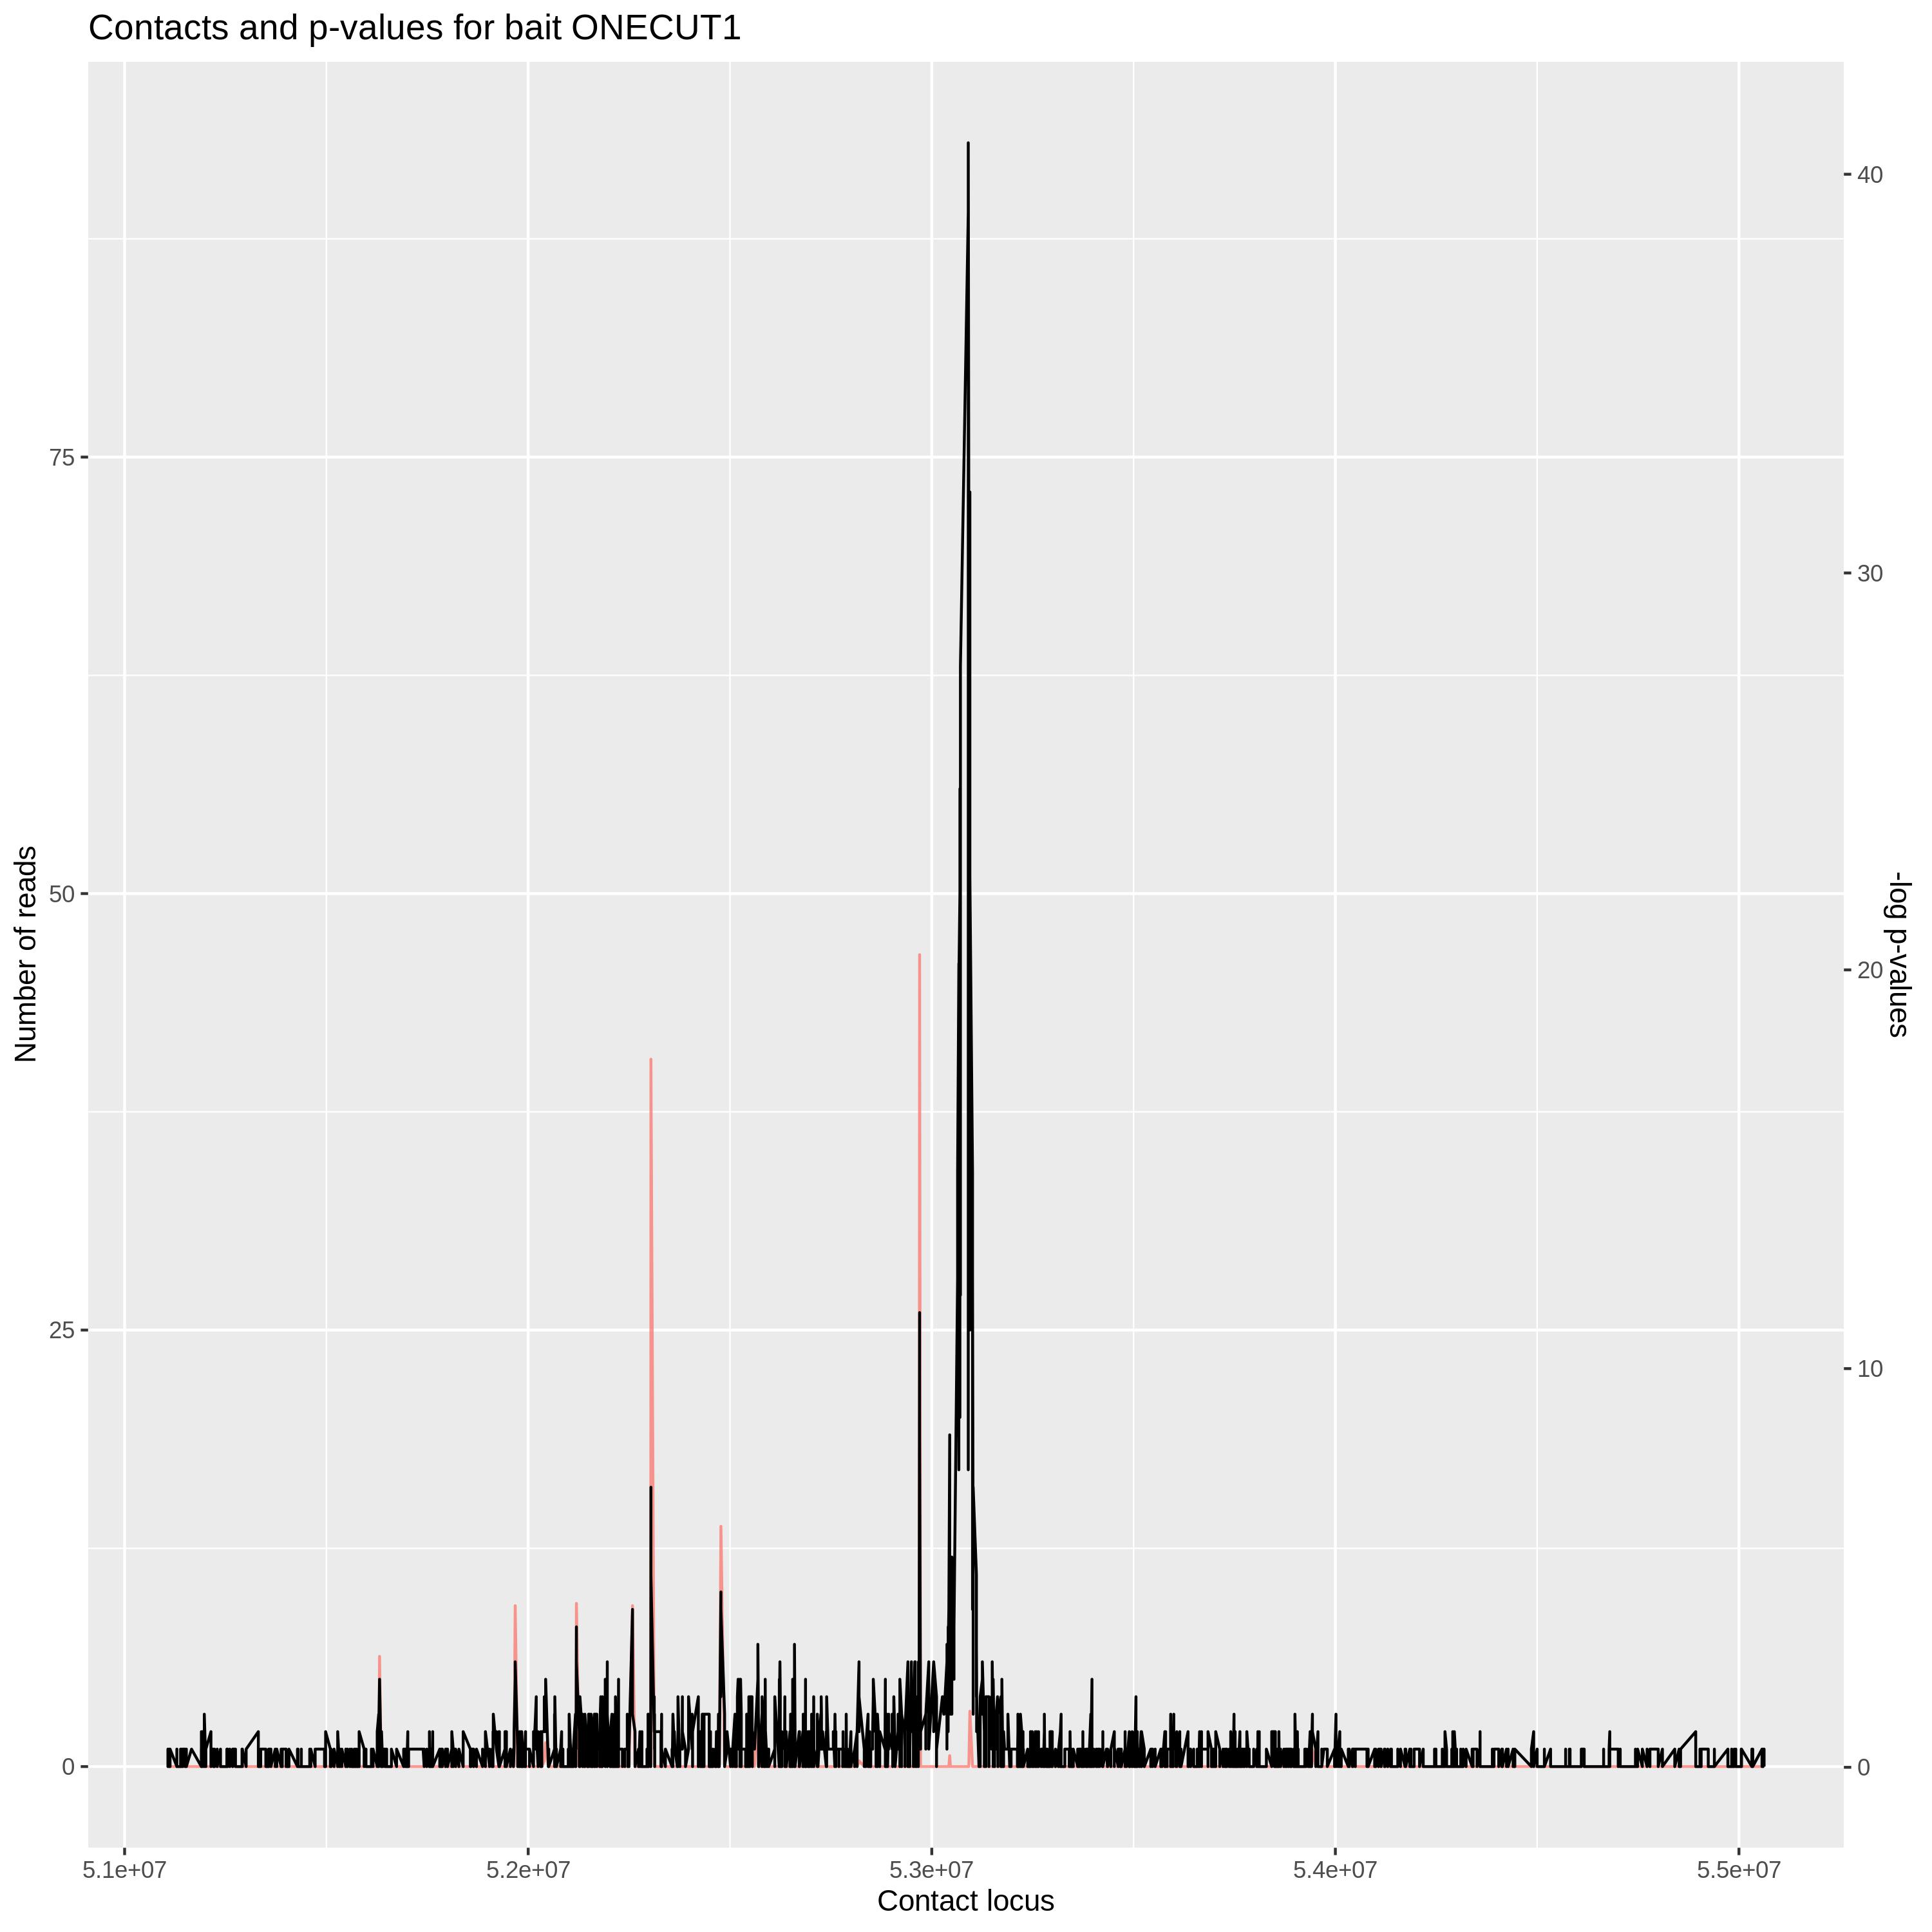 Contacts and p-values for bait ONECUT1
Number of reads
75
50
25
0
40
30
20
10
0
-log p-values
5.1e+07 5.2e+07 5.3e+07 5.4e+07 5.5e+07
Contact locus